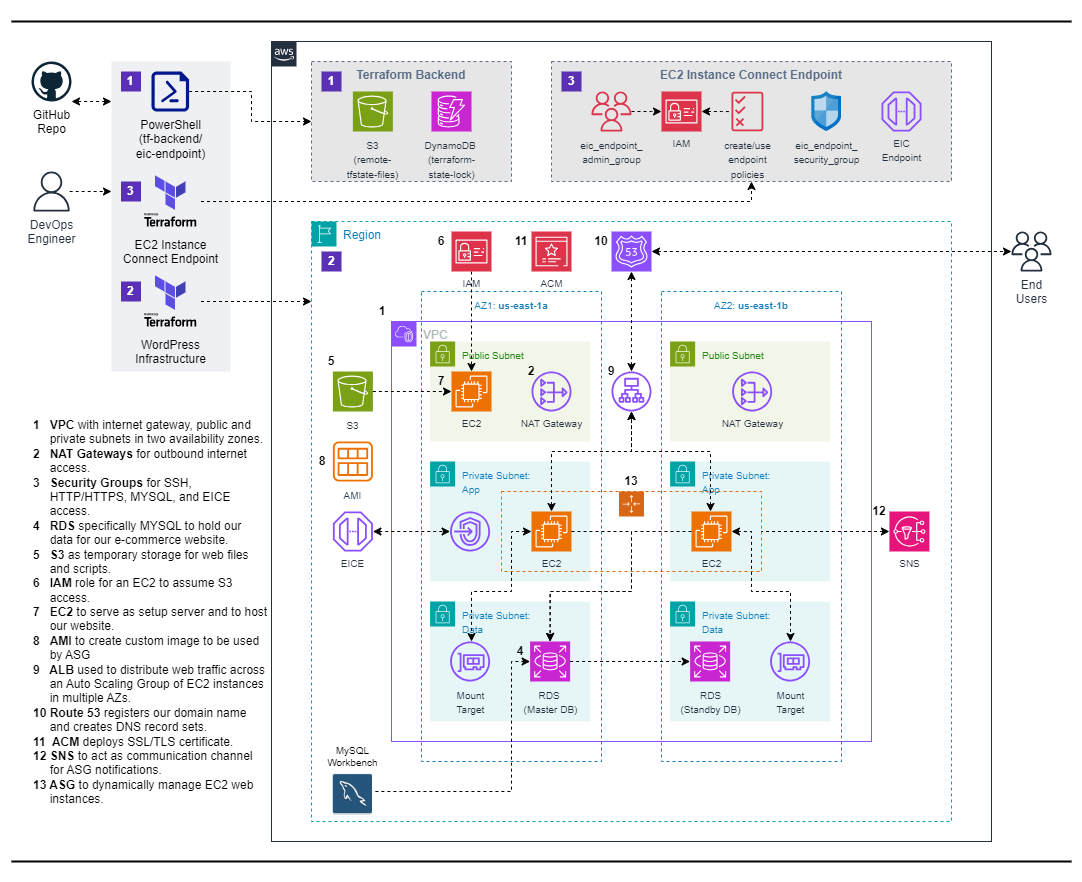 aws
GitHub
Repo
1
PowerShell
(tf-backend/
eic-endpoint)
DevOps
Engineer
3
HashiCorp
Terraform
EC2 Instance
Connect Endpoint
2
HashiCorp
Terraform
WordPress
Infrastructure
1
Terraform Backend
S3
(remote-
tfstate-files)
DynamoDB
(terraform-
state-lock)
3
EC2 Instance Connect Endpoint
eic_endpoint_
admin_group
IAM
create/use
endpoint
policies
eic_endpoint_
security_group
EIC
Endpoint
Region
2
6
IAM
11
ACM
10
53
End
Users
AZ1: us-east-1a
AZ2: us-east-1b
1
VPC
Public Subnet
Public Subnet
5
S3
7
EC2
2
NAT Gateway
9
NAT Gateway
8
AMI
Private Subnet:
App
Private Subnet:
App
13
EICE
EC2
EC2
12
SNS
Private Subnet:
Data
Private Subnet:
Data
Mount
Target
4
RDS
(Master DB)
RDS
(Standby DB)
Mount
Target
MySQL
Workbench
1 VPC with internet gateway, public and
private subnets in two availability zones.
2 NAT Gateways for outbound internet
access.
3 Security Groups for SSH,
HTTP/HTTPS, MYSQL, and EICE
access.
4 RDS specifically MYSQL to hold our
data for our e-commerce website.
5 S3 as temporary storage for web files
and scripts.
6 IAM role for an EC2 to assume S3
access.
7 EC2 to serve as setup server and to host
our website.
8 AMI to create custom image to be used
by ASG
9 ALB used to distribute web traffic across
an Auto Scaling Group of EC2 instances
in multiple AZs.
10 Route 53 registers our domain name
and creates DNS record sets.
11 ACM deploys SSL/TLS certificate.
12 SNS to act as communication channel
for ASG notifications.
13 ASG to dynamically manage EC2 web
instances.